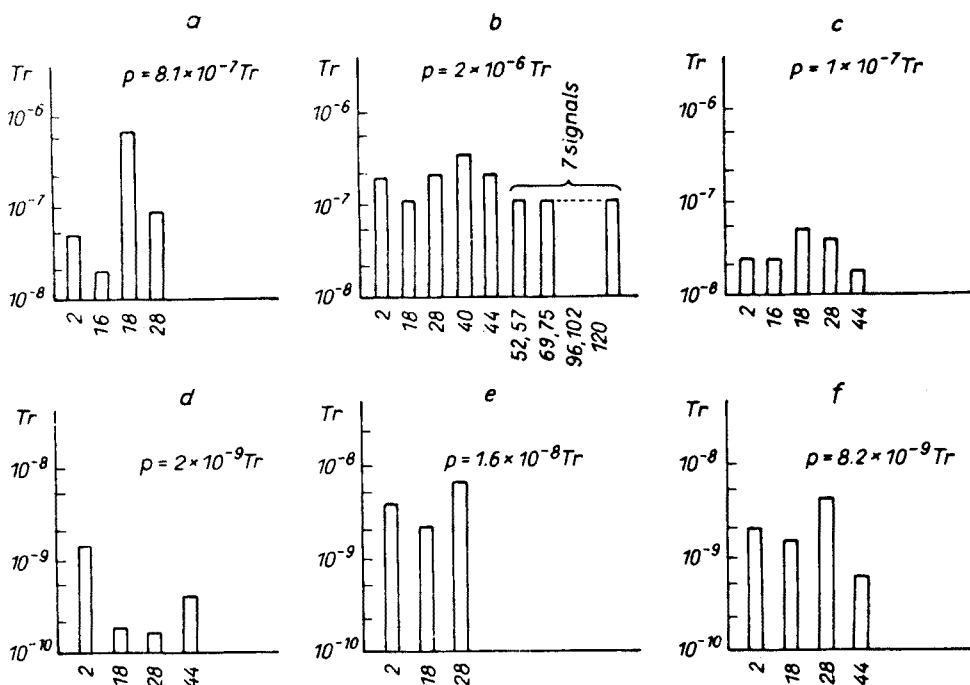 a
Tr
p = 8.1 × 10⁻⁷ Tr
10⁻⁶
10⁻⁷
10⁻⁸
2 16 18 28
b
Tr
p = 2 × 10⁻⁶ Tr
10⁻⁶
10⁻⁷
10⁻⁸
7 signals
2 18 28 40 44 52,57 69,75 96,102 120
c
Tr
p = 1 × 10⁻⁷ Tr
10⁻⁶
10⁻⁷
10⁻⁸
2 16 18 28 44
d
Tr
p = 2 × 10⁻⁹ Tr
10⁻⁸
10⁻⁹
10⁻¹⁰
2 18 28 44
e
Tr
p = 1.6 × 10⁻⁸ Tr
10⁻⁸
10⁻⁹
10⁻¹⁰
2 18 28
f
Tr
p = 8.2 × 10⁻⁹ Tr
10⁻⁸
10⁻⁹
10⁻¹⁰
2 18 28 44